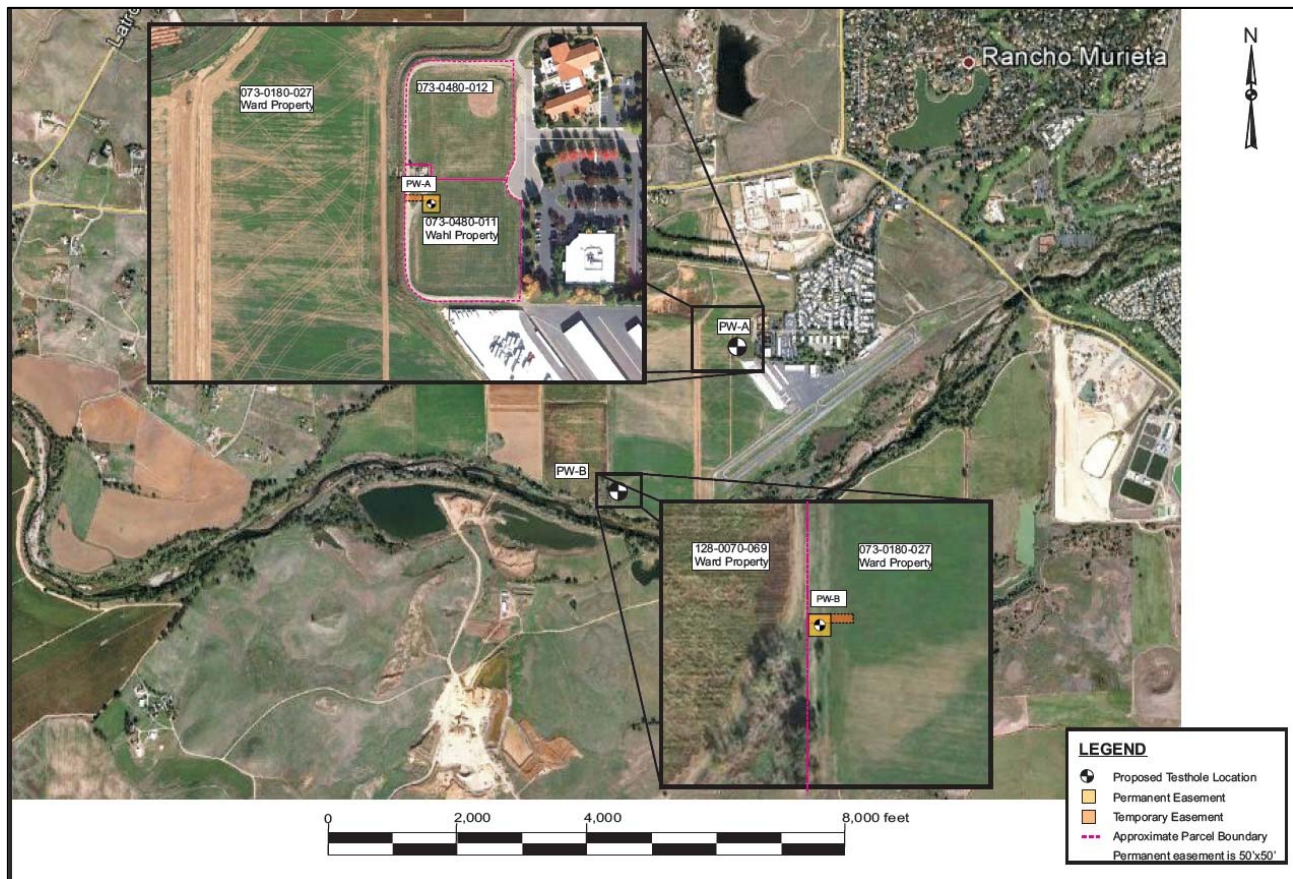 Latro
N
Rancho Murieta
073-0180-027
Ward Property
073-0480-012
PW-A
073-0480-011
Wahl Property
PW-A
PW-B
128-0070-069
Ward Property
073-0180-027
Ward Property
PW-B
LEGEND
Proposed Testhole Location
Permanent Easement
Temporary Easement
Approximate Parcel Boundary
Permanent easement is 50'x50'
0 2,000 4,000 8,000 feet